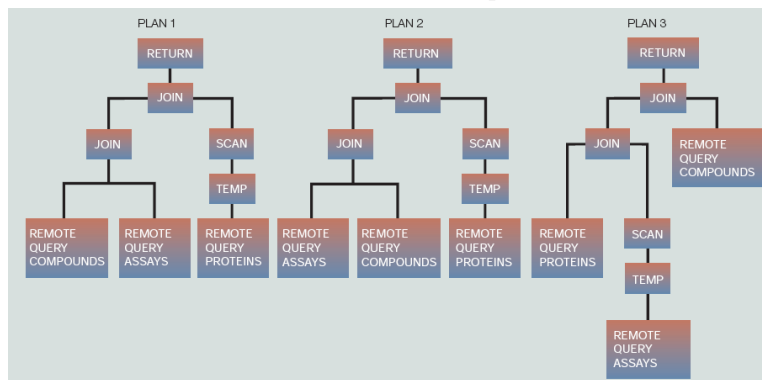 PLAN 1
RETURN
JOIN
JOIN
SCAN
TEMP
REMOTE
QUERY
COMPOUNDS
REMOTE
QUERY
ASSAYS
REMOTE
QUERY
PROTEINS
PLAN 2
RETURN
JOIN
JOIN
SCAN
TEMP
REMOTE
QUERY
ASSAYS
REMOTE
QUERY
COMPOUNDS
REMOTE
QUERY
PROTEINS
PLAN 3
RETURN
JOIN
JOIN
REMOTE
QUERY
COMPOUNDS
REMOTE
QUERY
PROTEINS
SCAN
TEMP
REMOTE
QUERY
ASSAYS